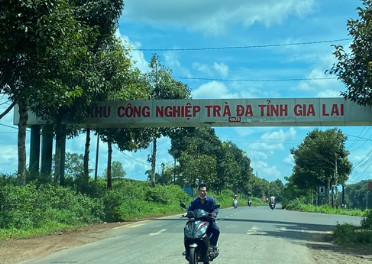 KHU CÔNG NGHIỆP TRÀ ĐA TỈNH GIA LAI